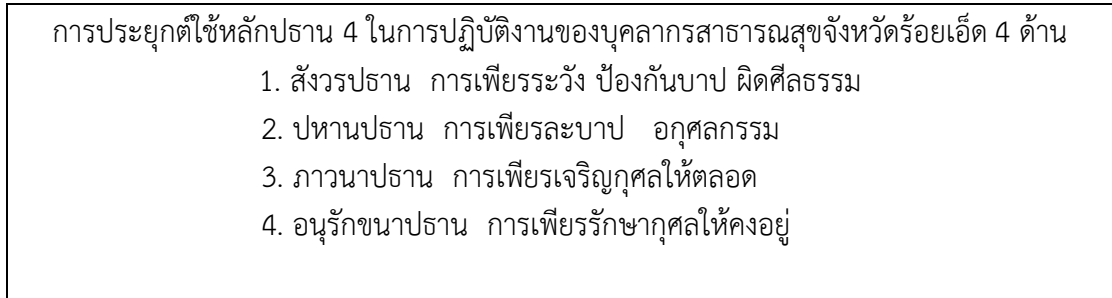 การประยุกต์ใช้หลักปธาน 4 ในการปฏิบัติงานของบุคลากรสาธารณสุขจังหวัดร้อยเอ็ด 4 ด้าน
1. สังวรปธาน การเพียรระวัง ป้องกันบาป ผิดศีลธรรม
2. ปหานปธาน การเพียรละบาป อกุศลกรรม
3. ภาวนาปธาน การเพียรเจริญกุศลให้ตลอด
4. อนุรักขนาปธาน การเพียรรักษากุศลให้คงอยู่